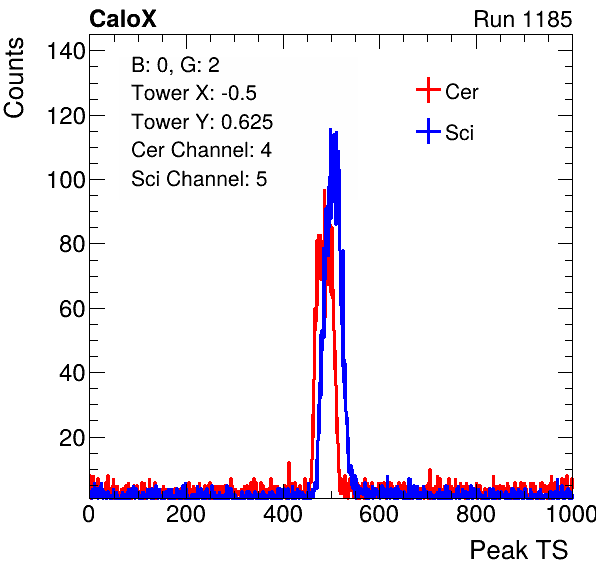 CaloX Run 1185
Counts
140
120
100
80
60
40
20
B: 0, G: 2
Tower X: -0.5
Tower Y: 0.625
Cer Channel: 4
Sci Channel: 5
Cer
Sci
0 200 400 600 800 1000
Peak TS